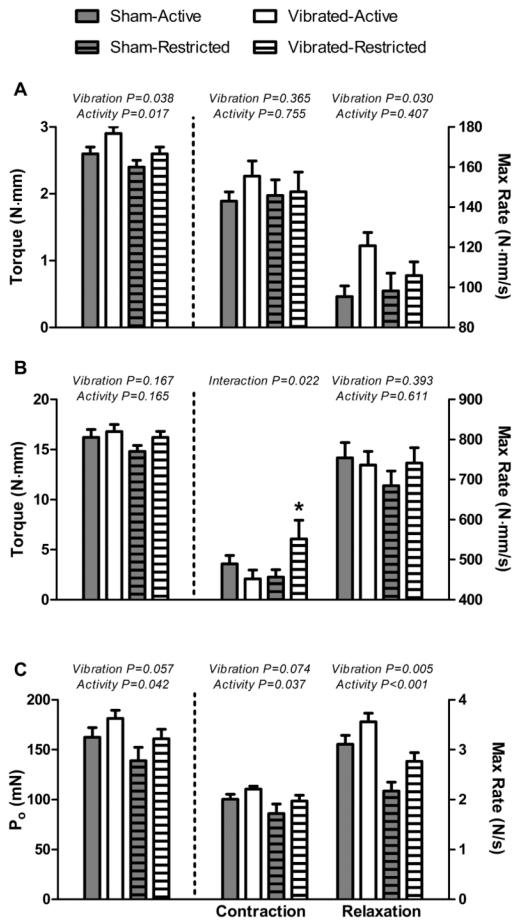 Sham-Active Vibrated-Active
Sham-Restricted Vibrated-Restricted
A
Vibration P=0.038 Vibration P=0.365 Vibration P=0.030
Activity P=0.017 Activity P=0.755 Activity P=0.407
Torque (N·mm)
3
2
1
0
180
160
140
120
100
80
Max Rate (N·mm/s)
B
Vibration P=0.167 Interaction P=0.022 Vibration P=0.393
Activity P=0.165 Activity P=0.611
Torque (N·mm)
20
15
10
5
0
*
900
800
700
600
500
400
Max Rate (N·mm/s)
C
Vibration P=0.057 Vibration P=0.074 Vibration P=0.005
Activity P=0.042 Activity P=0.037 Activity P<0.001
Po (mN)
200
150
100
50
0
4
3
2
1
0
Max Rate (N/s)
Contraction Relaxation